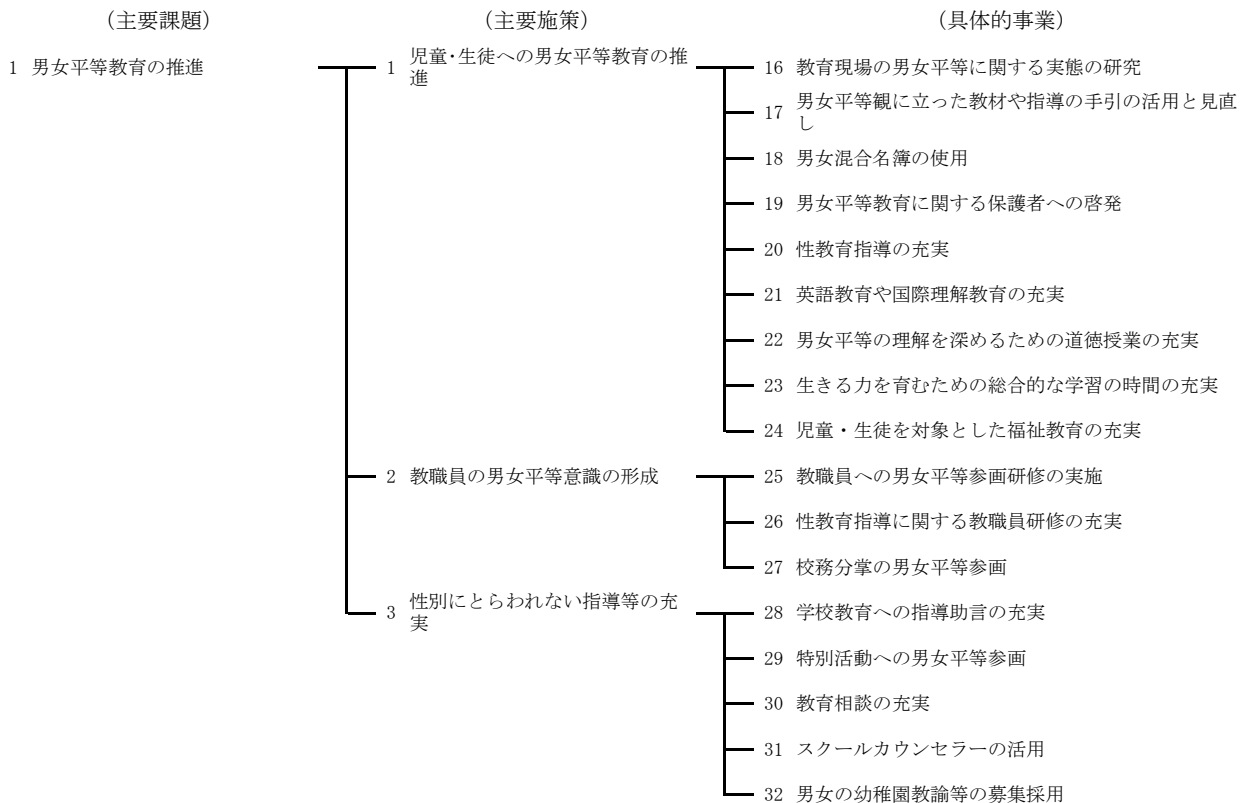 （主要課題）
（主要施策）
（具体的事業）
1 男女平等教育の推進
1 児童･生徒への男女平等教育の推
進
16 教育現場の男女平等に関する実態の研究
17 男女平等観に立った教材や指導の手引の活用と見直
し
18 男女混合名簿の使用
19 男女平等教育に関する保護者への啓発
20 性教育指導の充実
21 英語教育や国際理解教育の充実
22 男女平等の理解を深めるための道徳授業の充実
23 生きる力を育むための総合的な学習の時間の充実
24 児童・生徒を対象とした福祉教育の充実
2 教職員の男女平等意識の形成
25 教職員への男女平等参画研修の実施
26 性教育指導に関する教職員研修の充実
27 校務分掌の男女平等参画
3 性別にとらわれない指導等の充
実
28 学校教育への指導助言の充実
29 特別活動への男女平等参画
30 教育相談の充実
31 スクールカウンセラーの活用
32 男女の幼稚園教諭等の募集採用